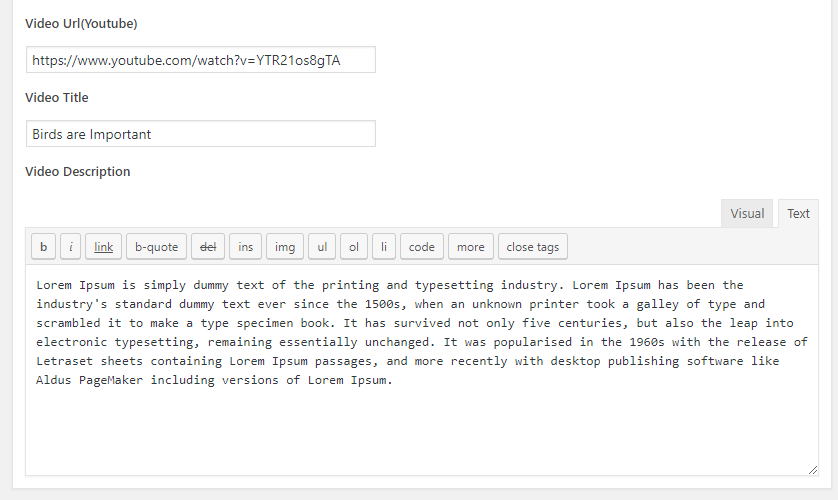 Video Url(Youtube)
https://www.youtube.com/watch?v=YTR21os8gTA
Video Title
Birds are Important
Video Description
Visual Text
b i link b-quote del ins img ul ol li code more close tags
Lorem Ipsum is simply dummy text of the printing and typesetting industry. Lorem Ipsum has been the
industry's standard dummy text ever since the 1500s, when an unknown printer took a galley of type and
scrambled it to make a type specimen book. It has survived not only five centuries, but also the leap into
electronic typesetting, remaining essentially unchanged. It was popularised in the 1960s with the release of
Letraset sheets containing Lorem Ipsum passages, and more recently with desktop publishing software like
Aldus PageMaker including versions of Lorem Ipsum.